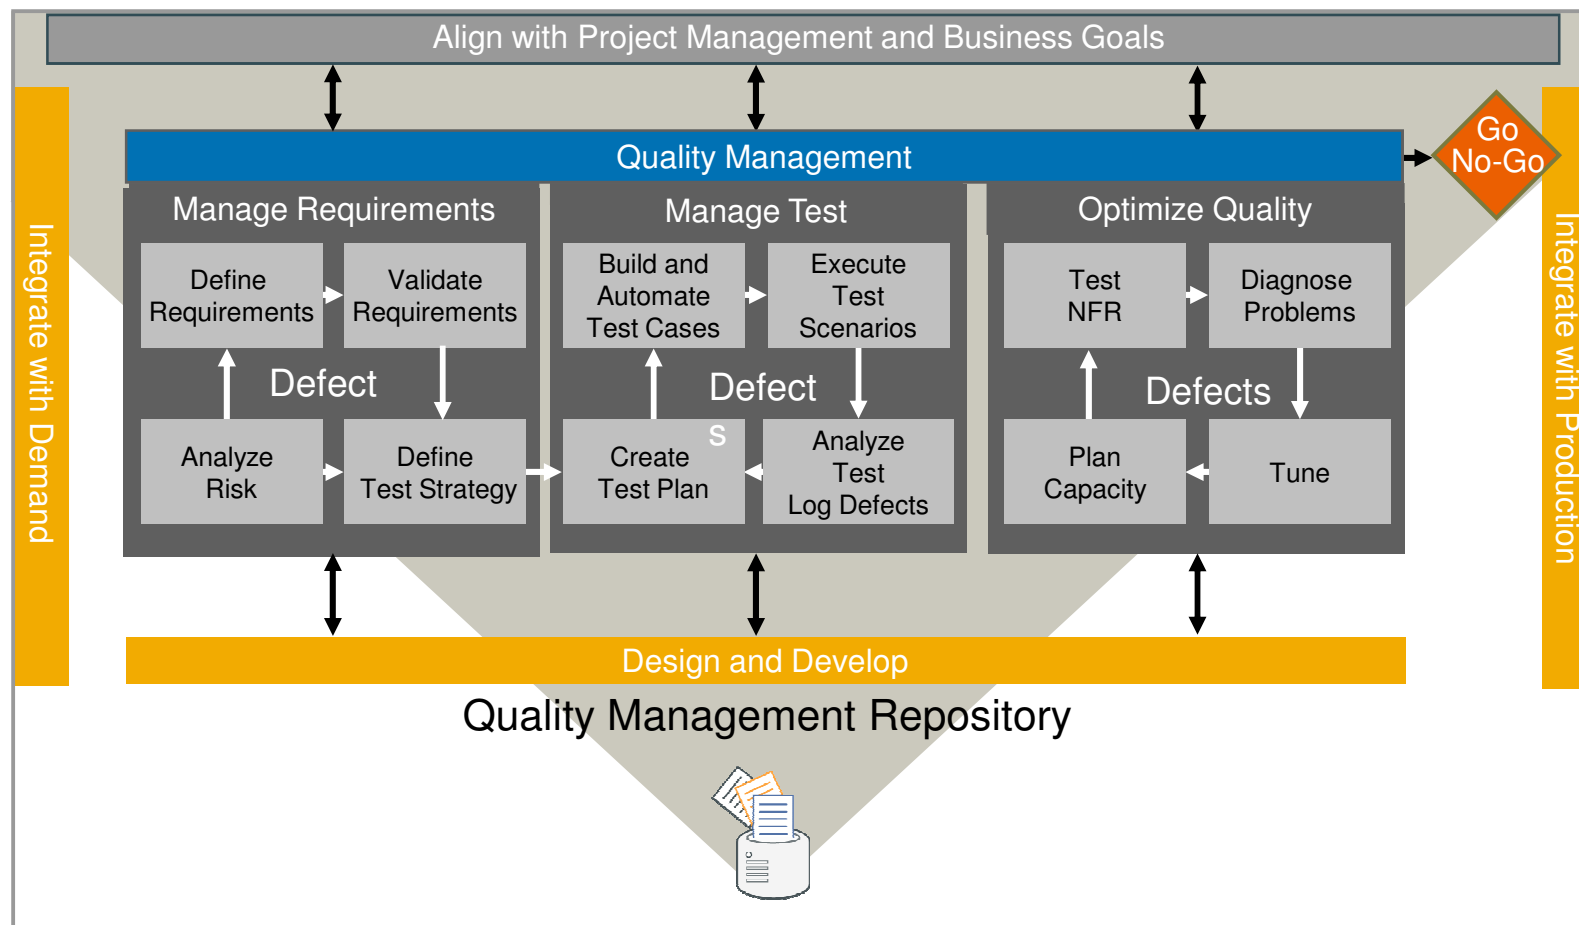 Align with Project Management and Business Goals
Quality Management
Go
No-Go
Integrate with Demand
Manage Requirements
Define
Requirements
Validate
Requirements
Defect
Analyze
Risk
Define
Test Strategy
Manage Test
Build and
Automate
Test Cases
Execute
Test
Scenarios
Defect
s
Create
Test Plan
Analyze
Test
Log Defects
Optimize Quality
Test
NFR
Diagnose
Problems
Defects
Plan
Capacity
Tune
Integrate with Production
Design and Develop
Quality Management Repository
C